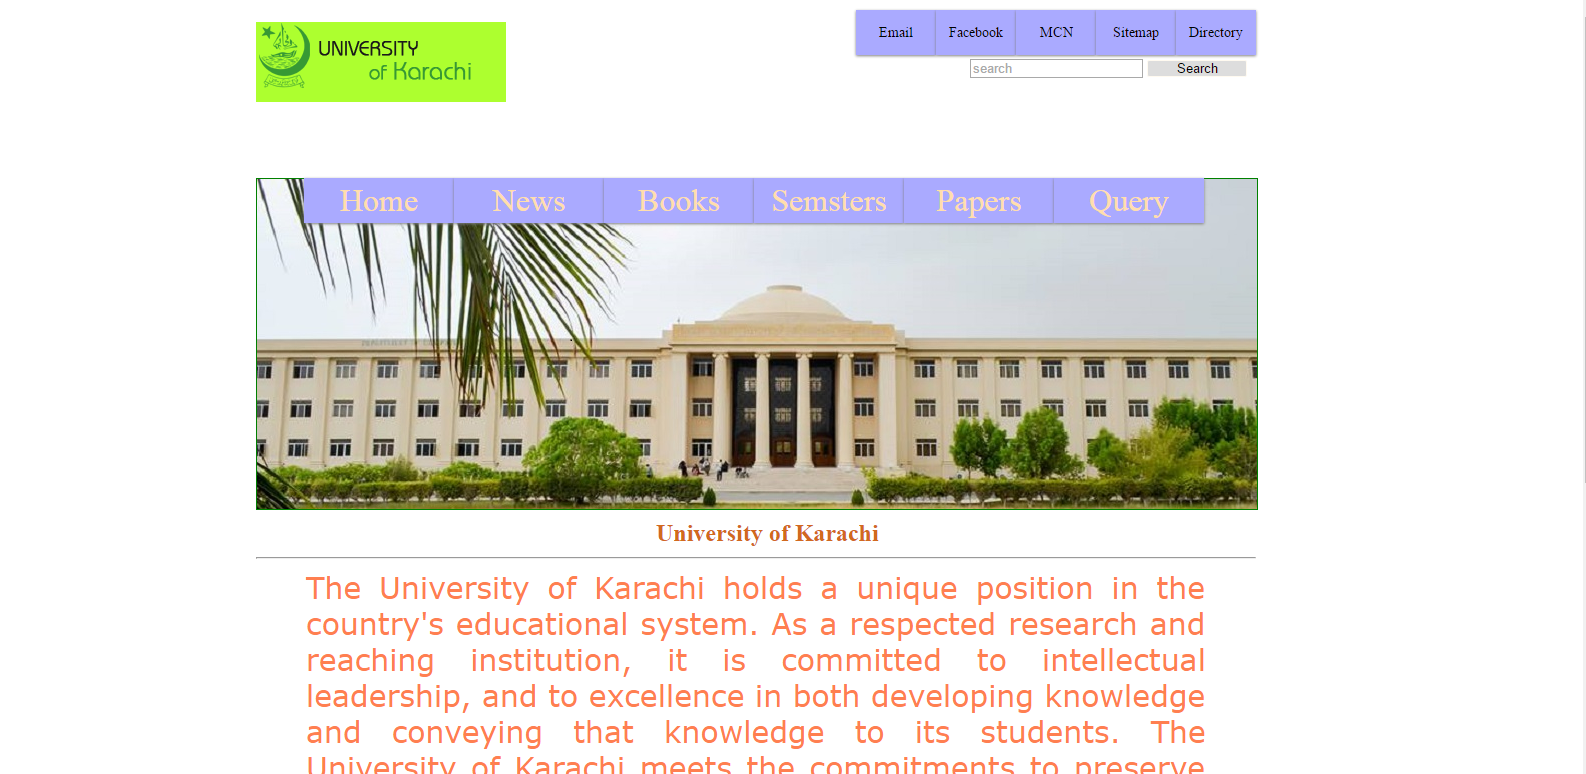 UNIVERSITY
of Karachi
Email Facebook MCN Sitemap Directory
search Search
Home News Books Semsters Papers Query
University of Karachi
The University of Karachi holds a unique position in the
country's educational system. As a respected research and
reaching institution, it is committed to intellectual
leadership, and to excellence in both developing knowledge
and conveying that knowledge to its students. The
University of Karachi meets the commitments to preserve